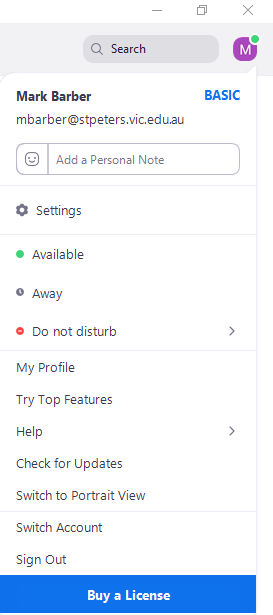 Search
M
Mark Barber
BASIC
mbarber@stpeters.vic.edu.au
Add a Personal Note
Settings
Available
Away
Do not disturb
My Profile
Try Top Features
Help
Check for Updates
Switch to Portrait View
Switch Account
Sign Out
Buy a License